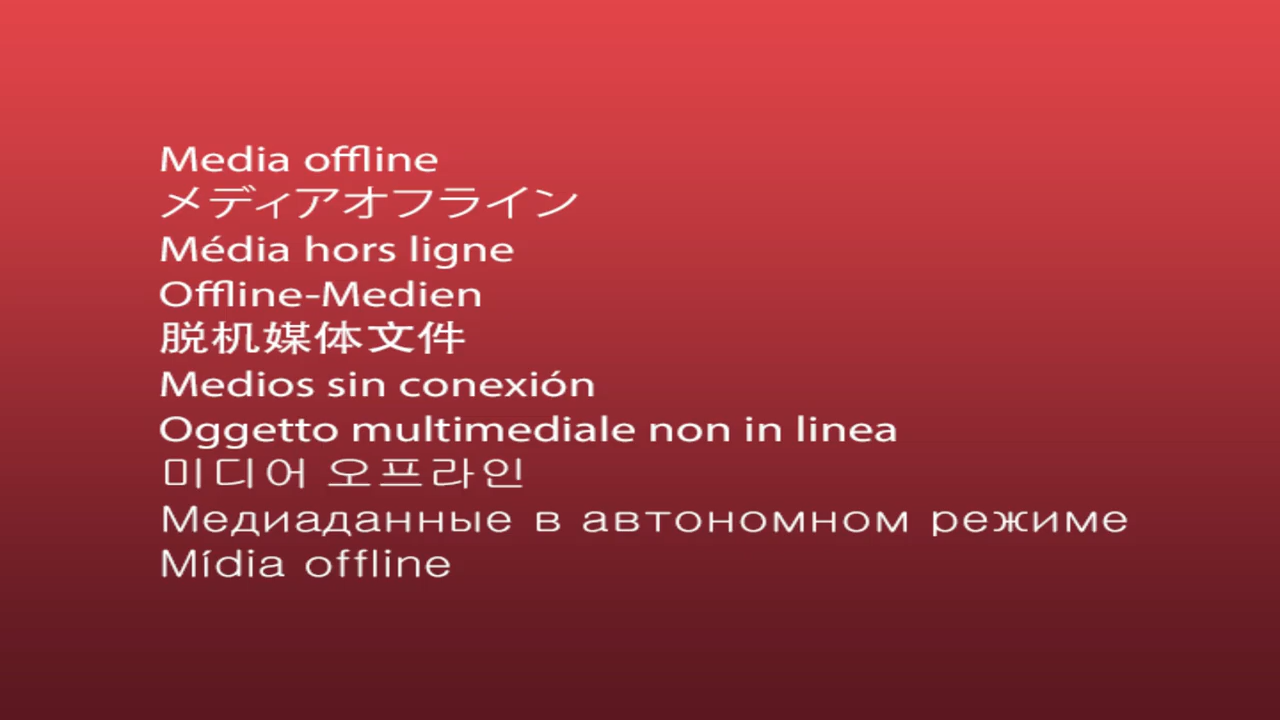 Media offline
メディアオフライン
Média hors ligne
Offline-Medien
脱机媒体文件
Medios sin conexión
Oggetto multimediale non in linea
미디어 오프라인
Медиаданные в автономном режиме
Mídia offline